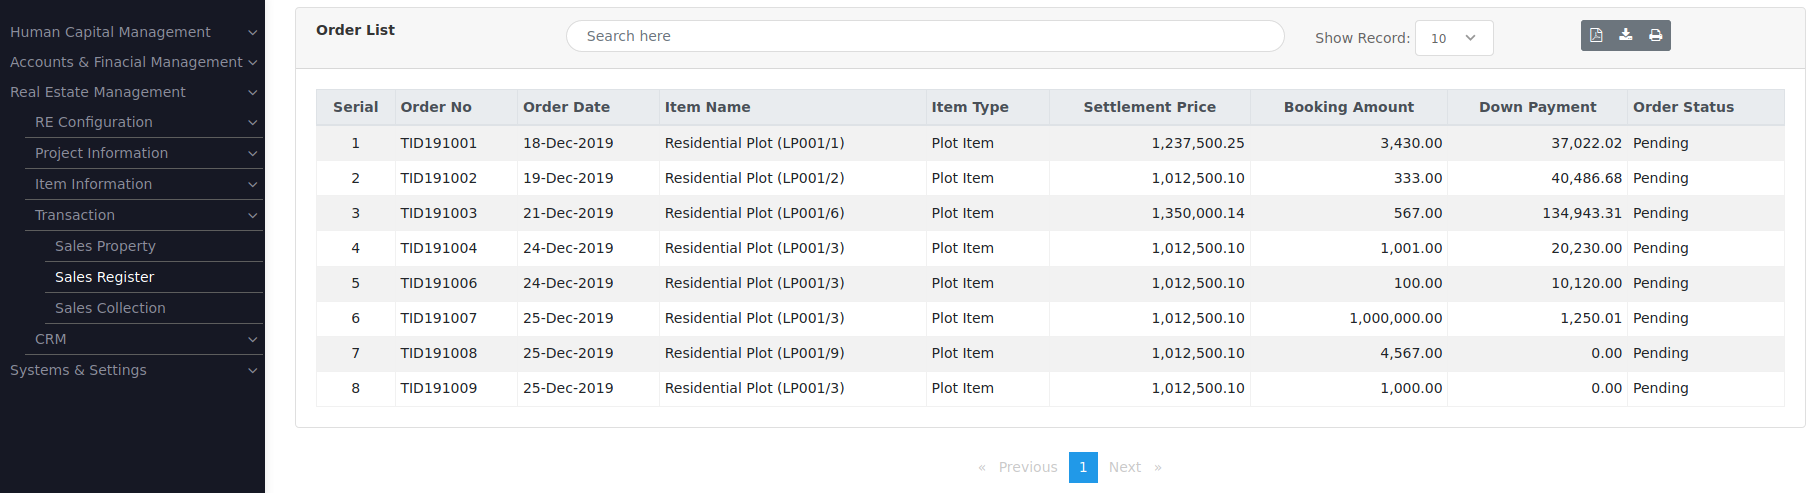 Human Capital Management
Accounts & Finacial Management
Real Estate Management
RE Configuration
Project Information
Item Information
Transaction
Sales Property
Sales Register
Sales Collection
CRM
Systems & Settings
Order List
Search here
Show Record: 10
Serial Order No Order Date Item Name Item Type Settlement Price Booking Amount Down Payment Order Status
1 TID191001 18-Dec-2019 Residential Plot (LP001/1) Plot Item 1,237,500.25 3,430.00 37,022.02 Pending
2 TID191002 19-Dec-2019 Residential Plot (LP001/2) Plot Item 1,012,500.10 333.00 40,486.68 Pending
3 TID191003 21-Dec-2019 Residential Plot (LP001/6) Plot Item 1,350,000.14 567.00 134,943.31 Pending
4 TID191004 24-Dec-2019 Residential Plot (LP001/3) Plot Item 1,012,500.10 1,001.00 20,230.00 Pending
5 TID191006 24-Dec-2019 Residential Plot (LP001/3) Plot Item 1,012,500.10 100.00 10,120.00 Pending
6 TID191007 25-Dec-2019 Residential Plot (LP001/3) Plot Item 1,012,500.10 1,000,000.00 1,250.01 Pending
7 TID191008 25-Dec-2019 Residential Plot (LP001/9) Plot Item 1,012,500.10 4,567.00 0.00 Pending
8 TID191009 25-Dec-2019 Residential Plot (LP001/3) Plot Item 1,012,500.10 1,000.00 0.00 Pending
« Previous 1 Next »